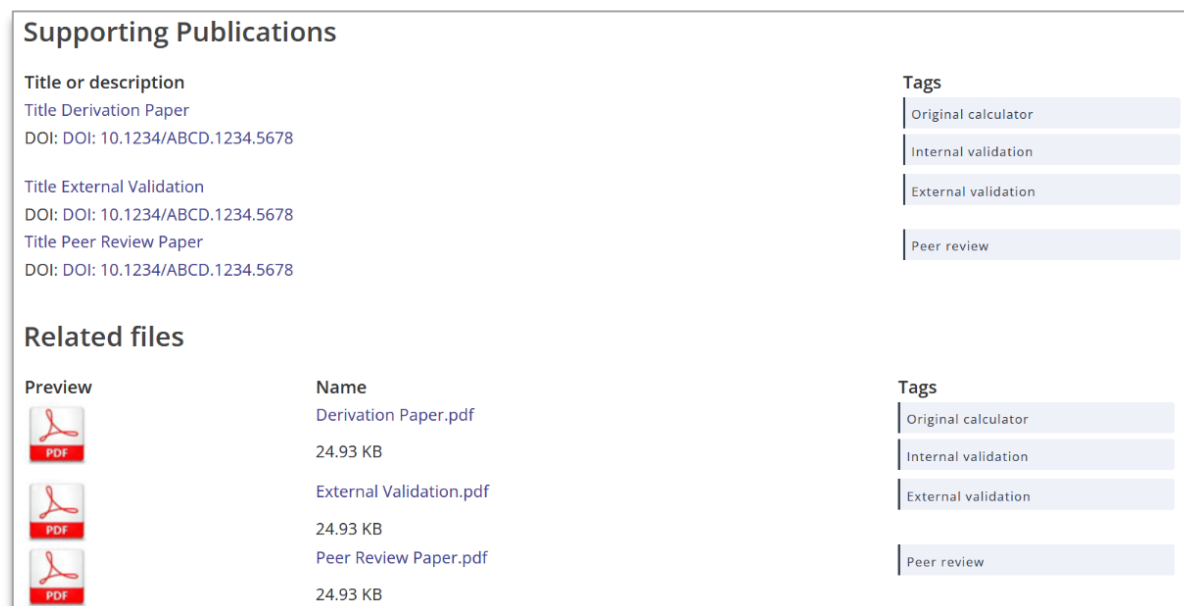 Supporting Publications
Title or description Tags
Title Derivation Paper Original calculator
DOI: DOI: 10.1234/ABCD.1234.5678
Internal validation
Title External Validation External validation
DOI: DOI: 10.1234/ABCD.1234.5678
Title Peer Review Paper Peer review
DOI: DOI: 10.1234/ABCD.1234.5678
Related files
Preview Name Tags
Derivation Paper.pdf Original calculator
PDF 24.93 KB Internal validation
External Validation.pdf External validation
PDF 24.93 KB
Peer Review Paper.pdf Peer review
PDF 24.93 KB